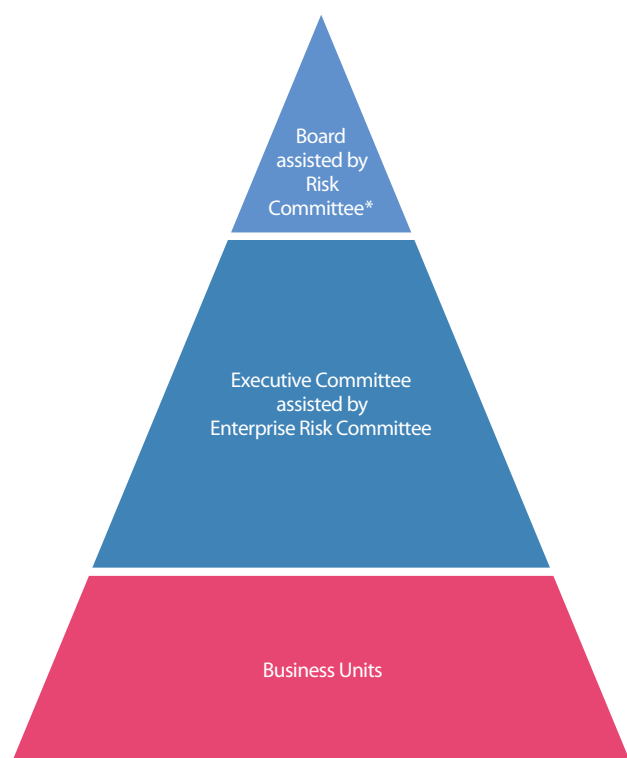 Board
assisted by
Risk
Committee*
Executive Committee
assisted by
Enterprise Risk Committee
Business Units